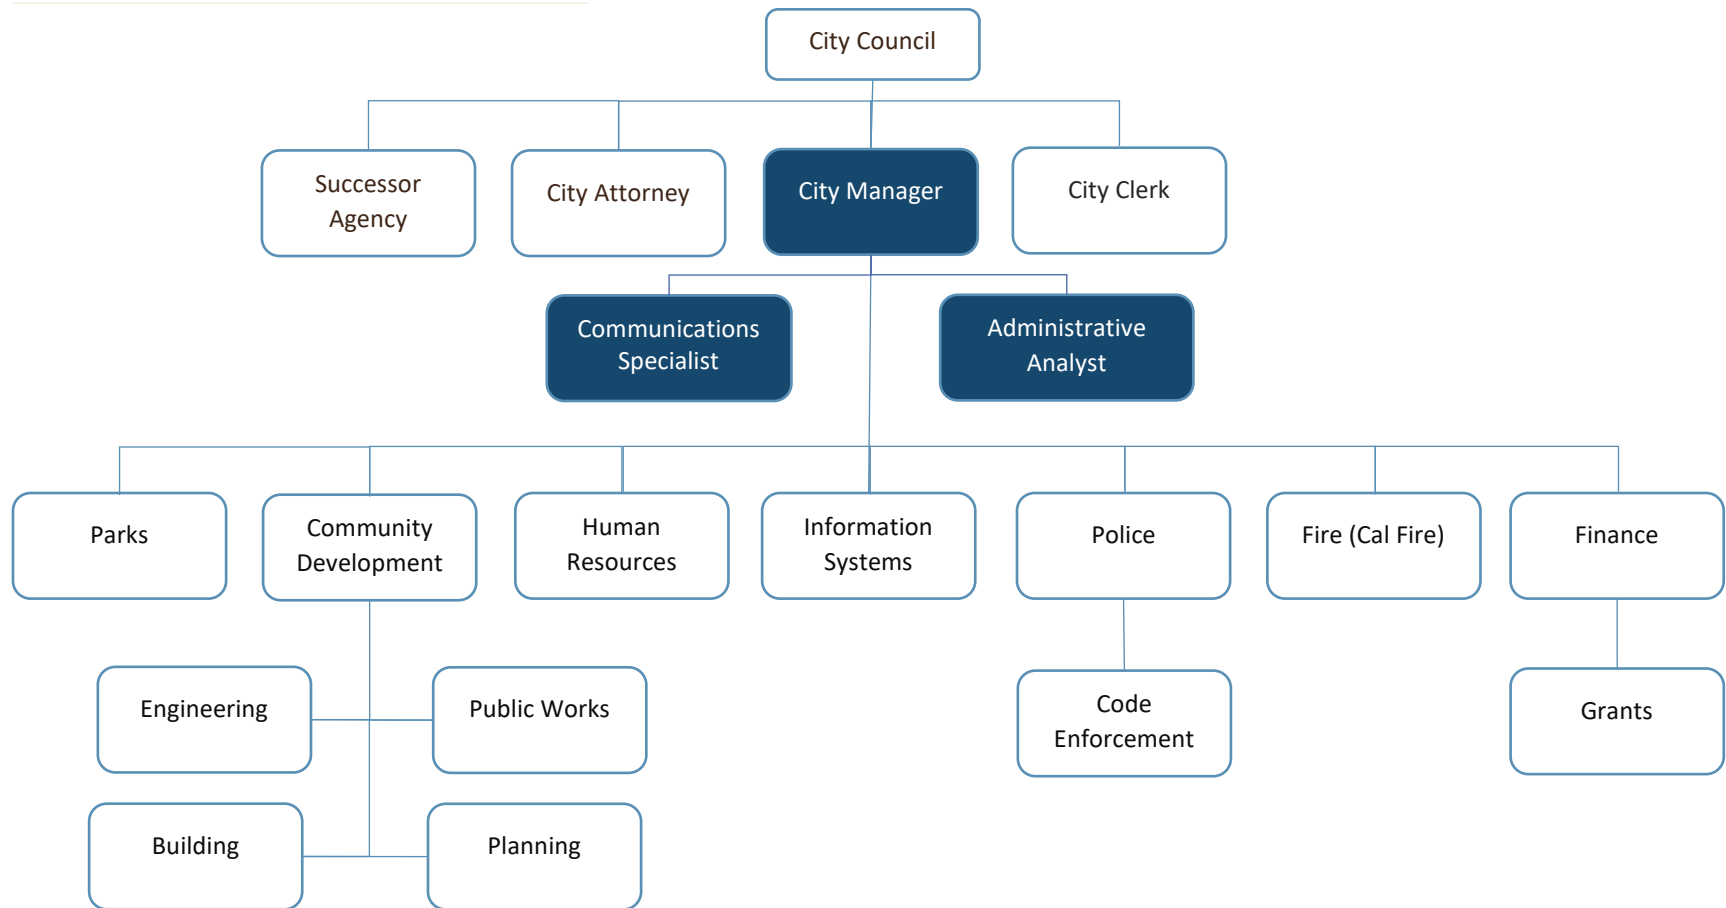 City Council
Successor
Agency
City Attorney
City Manager
City Clerk
Communications
Specialist
Administrative
Analyst
Parks
Community
Development
Human
Resources
Information
Systems
Police
Fire (Cal Fire)
Finance
Engineering
Public Works
Code
Enforcement
Grants
Building
Planning